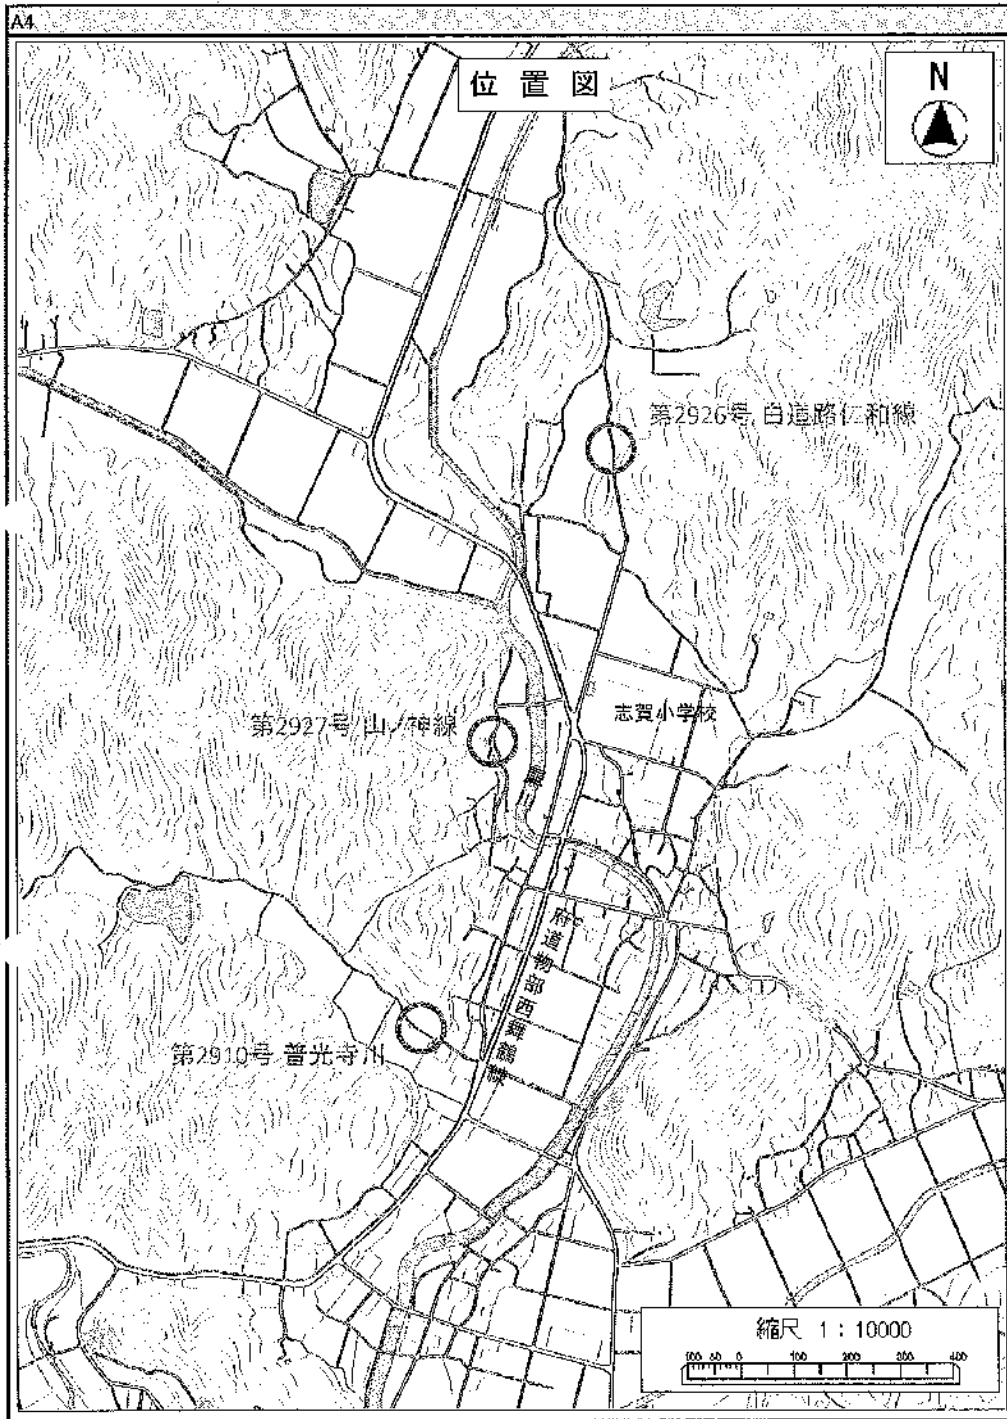 A4
位置図
N
第2926号 白道路仁和線
志賀小学校
第2927号 山ノ神線
府道物部西舞鶴線
第2910号 普光寺川
縮尺 1：10000
100 50 0 100 200 300 400